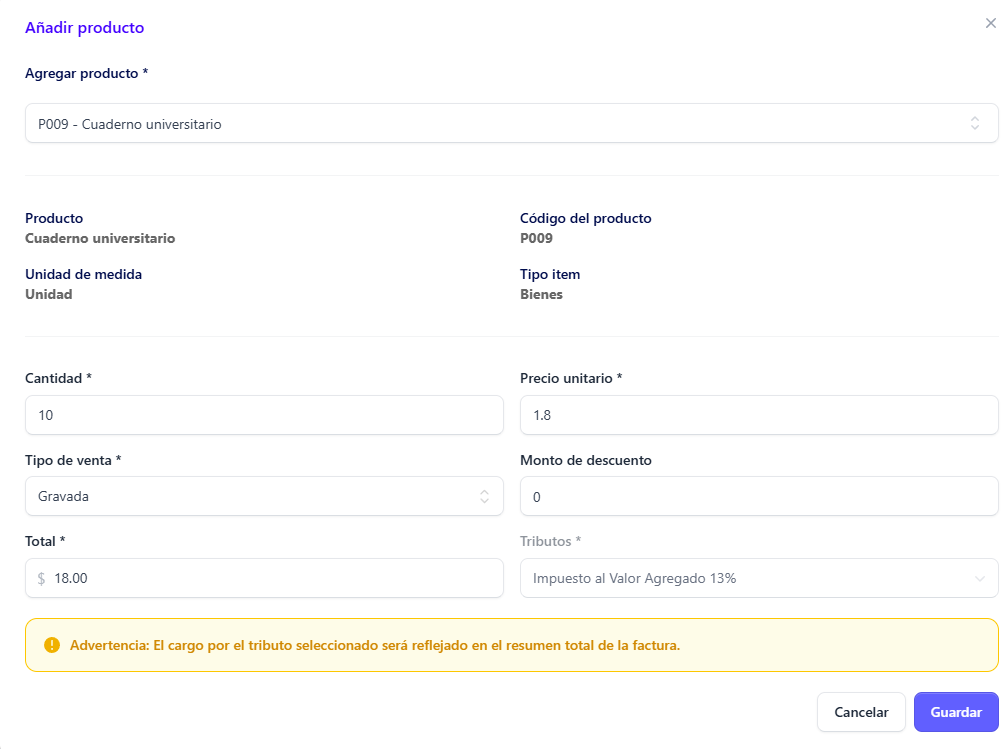 Añadir producto
Agregar producto *
P009 - Cuaderno universitario
Producto
Cuaderno universitario
Código del producto
P009
Unidad de medida
Unidad
Tipo item
Bienes
Cantidad *
10
Precio unitario *
1.8
Tipo de venta *
Gravada
Monto de descuento
0
Total *
$ 18.00
Tributos *
Impuesto al Valor Agregado 13%
Advertencia: El cargo por el tributo seleccionado será reflejado en el resumen total de la factura.
Cancelar
Guardar